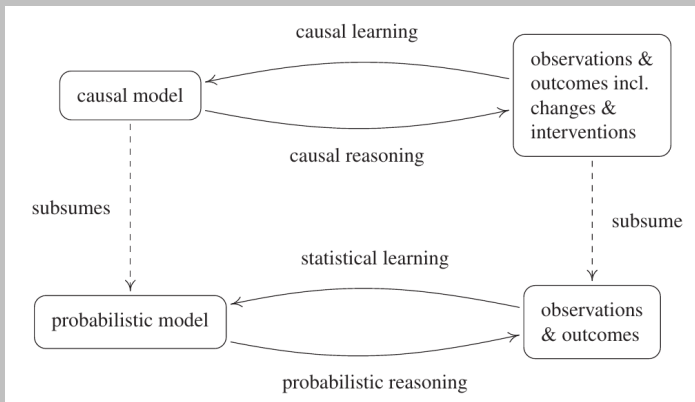 causal learning
causal model
observations &
outcomes incl.
changes &
interventions
causal reasoning
subsumes
subsume
statistical learning
probabilistic model
observations
& outcomes
probabilistic reasoning